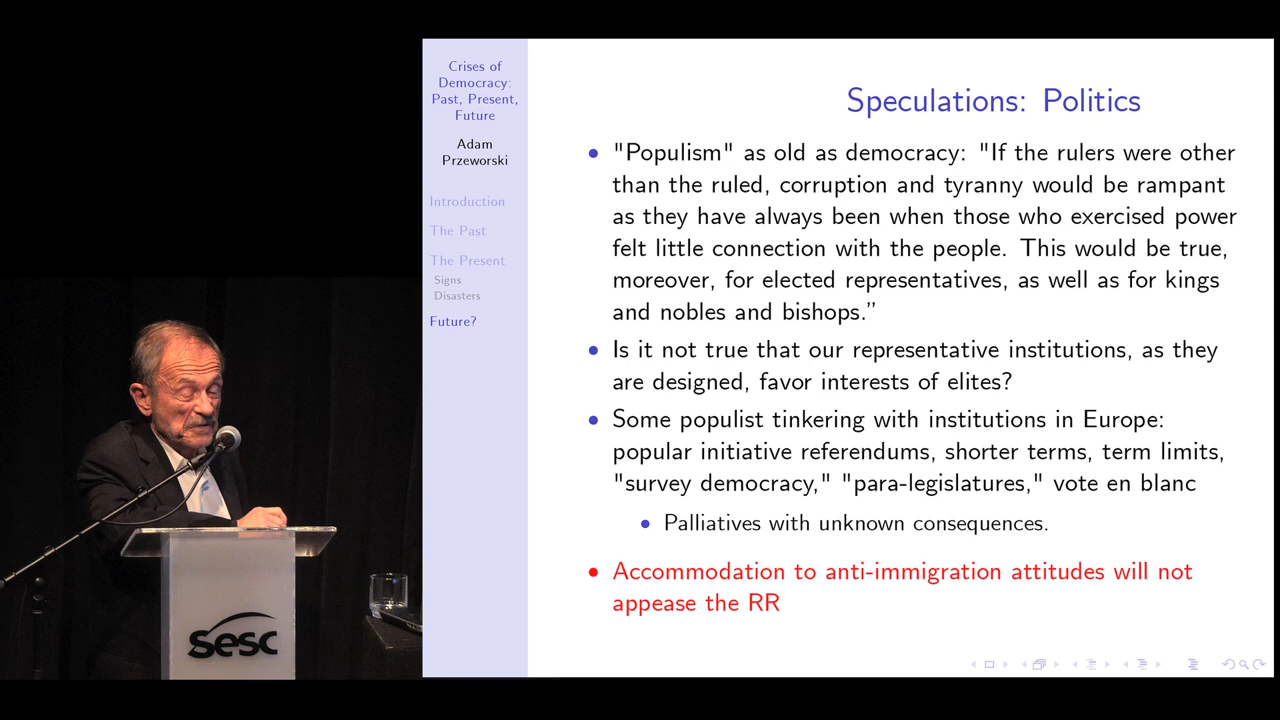 Crises of
Democracy:
Past, Present,
Future
Adam
Przeworski
Introduction
The Past
The Present
Signs
Disasters
Future?
Speculations: Politics
• "Populism" as old as democracy: "If the rulers were other
than the ruled, corruption and tyranny would be rampant
as they have always been when those who exercised power
felt little connection with the people. This would be true,
moreover, for elected representatives, as well as for kings
and nobles and bishops.”
• Is it not true that our representative institutions, as they
are designed, favor interests of elites?
• Some populist tinkering with institutions in Europe:
popular initiative referendums, shorter terms, term limits,
"survey democracy," "para-legislatures," vote en blanc
• Palliatives with unknown consequences.
• Accommodation to anti-immigration attitudes will not
appease the RR
sesc